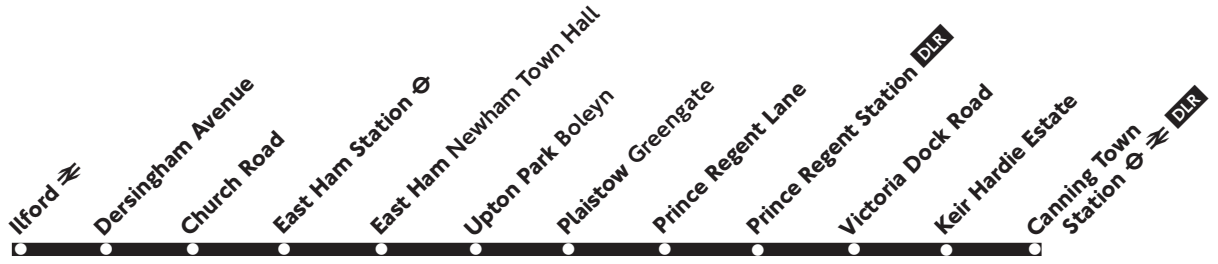 Ilford
Dersingham Avenue
Church Road
East Ham Station
East Ham Newham Town Hall
Upton Park Boleyn
Plaistow Greengate
Prince Regent Lane
Prince Regent Station DLR
Victoria Dock Road
Keir Hardie Estate
Canning Town
Station DLR